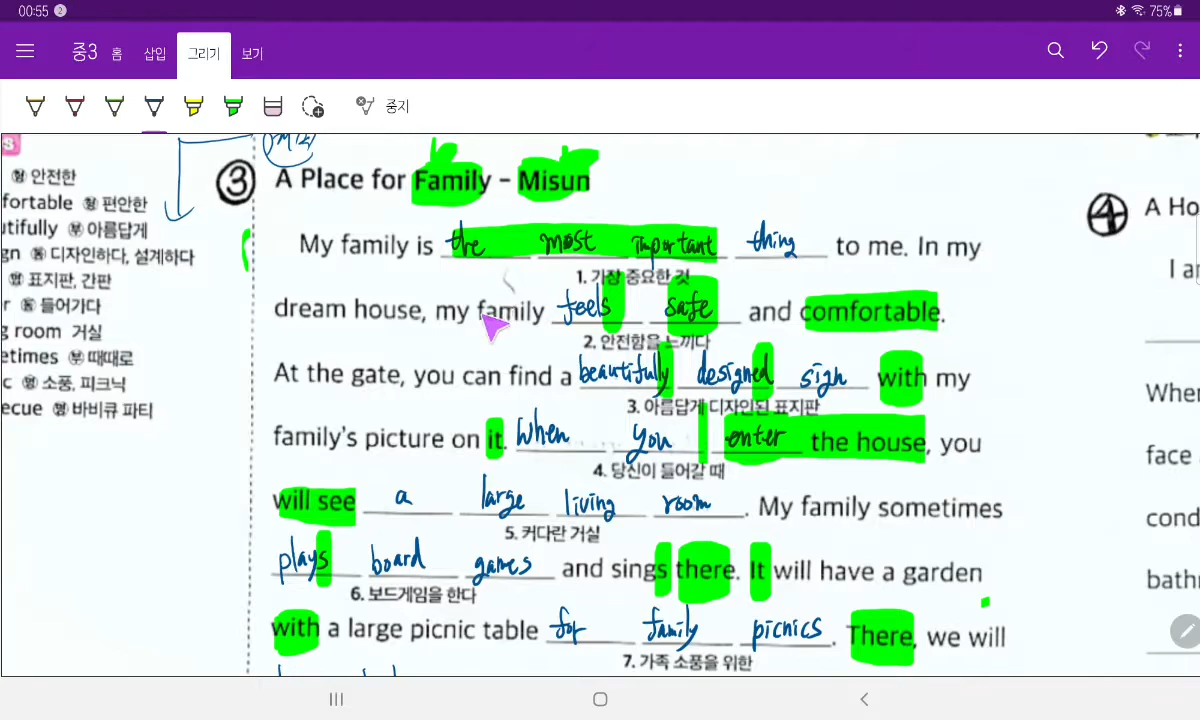 00:55 2 75%
중3 홈 삽입 그리기 보기
중지
형 안전한
fortable 형 편안한
utifully 부 아름답게
gn 동 디자인하다, 설계하다
명 표지판, 간판
r 동 들어가다
g room 거실
etimes 부 때때로
c 명 소풍, 피크닉
ecue 명 바비큐 파티
③ A Place for Family – Misun
My family is the most important thing to me. In my
1. 가장 중요한 것
dream house, my family feels safe and comfortable.
2. 안전함을 느끼다
At the gate, you can find a beautifully designed sign with my
3. 아름답게 디자인된 표지판
family's picture on it. When you enter the house, you
4. 당신이 들어갈 때
will see a large living room. My family sometimes
5. 커다란 거실
plays board games and sings there. It will have a garden
6. 보드게임을 한다
with a large picnic table for family picnics. There, we will
7. 가족 소풍을 위한
④ A Ho
I a
Wher
face
cond
bath